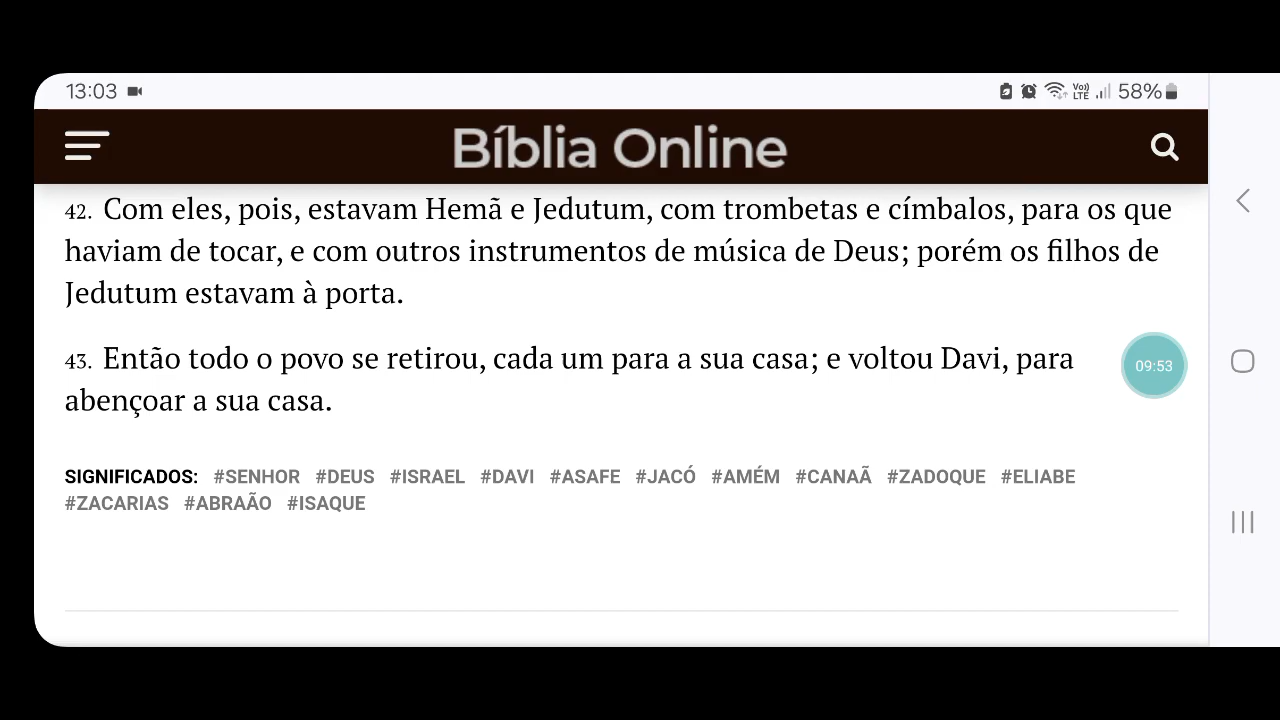 13:03
Vo)) LTE 58%
Bíblia Online
42. Com eles, pois, estavam Hemã e Jedutum, com trombetas e címbalos, para os que
haviam de tocar, e com outros instrumentos de música de Deus; porém os filhos de
Jedutum estavam à porta.
43. Então todo o povo se retirou, cada um para a sua casa; e voltou Davi, para
abençoar a sua casa.
09:53
SIGNIFICADOS: #SENHOR #DEUS #ISRAEL #DAVI #ASAFE #JACÓ #AMÉM #CANAÃ #ZADOQUE #ELIABE
#ZACARIAS #ABRAÃO #ISAQUE